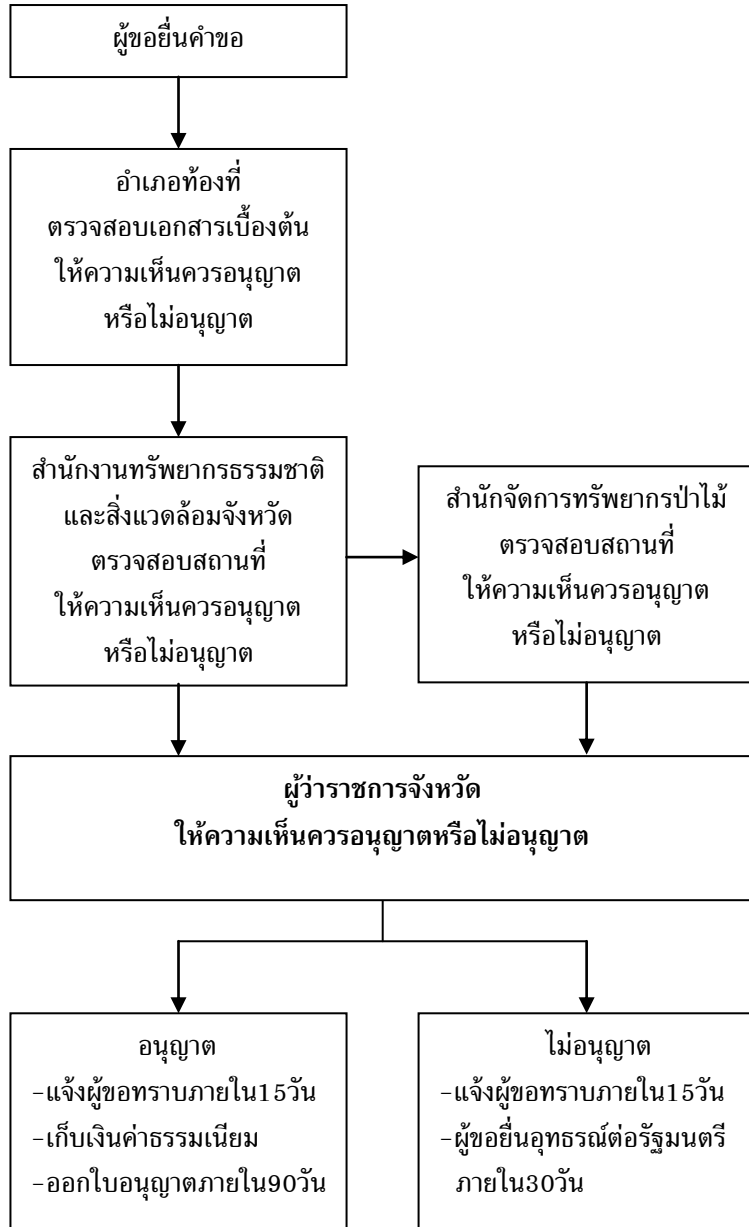 ผู้ขอยื่นคำขอ
อำเภอท้องที่
ตรวจสอบเอกสารเบื้องต้น
ให้ความเห็นควรอนุญาต
หรือไม่อนุญาต
สำนักงานทรัพยากรธรรมชาติ
และสิ่งแวดล้อมจังหวัด
ตรวจสอบสถานที่
ให้ความเห็นควรอนุญาต
หรือไม่อนุญาต
สำนักจัดการทรัพยากรป่าไม้
ตรวจสอบสถานที่
ให้ความเห็นควรอนุญาต
หรือไม่อนุญาต
ผู้ว่าราชการจังหวัด
ให้ความเห็นควรอนุญาตหรือไม่อนุญาต
อนุญาต
-แจ้งผู้ขอทราบภายใน15วัน
-เก็บเงินค่าธรรมเนียม
-ออกใบอนุญาตภายใน90วัน
ไม่อนุญาต
-แจ้งผู้ขอทราบภายใน15วัน
-ผู้ขอยื่นอุทธรณ์ต่อรัฐมนตรี
ภายใน30วัน